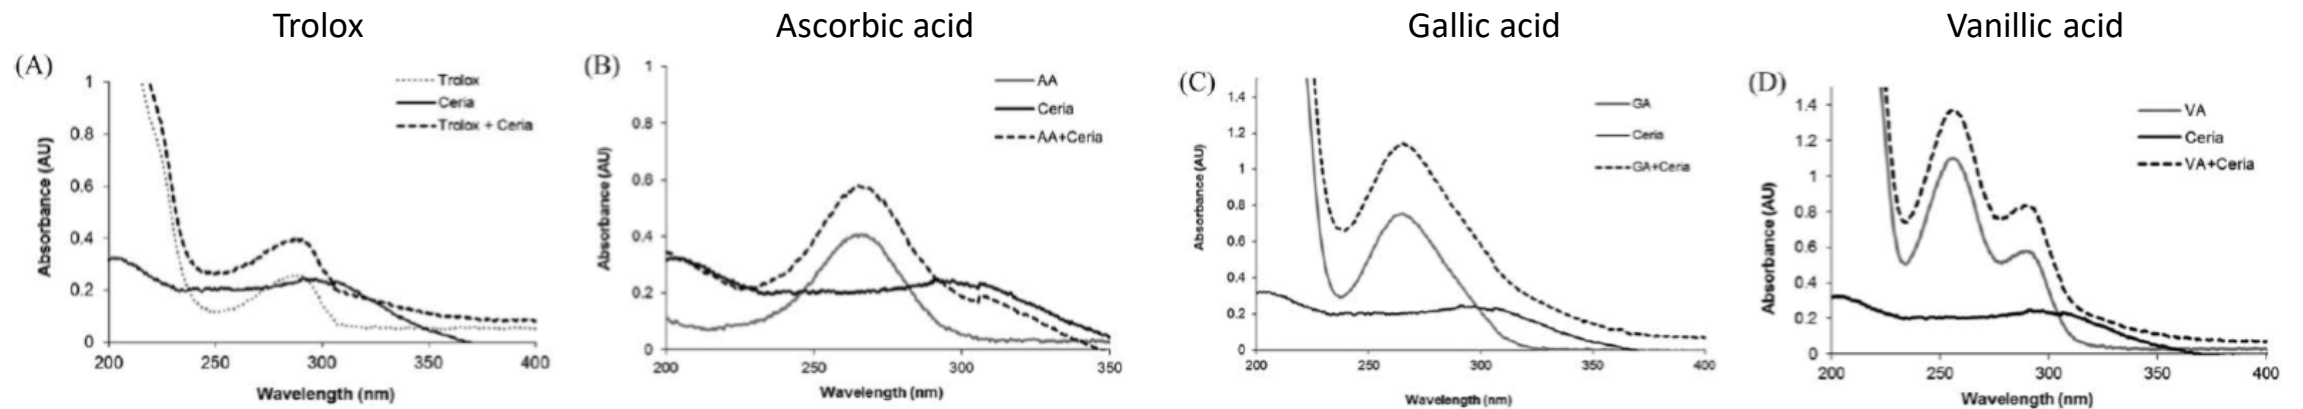 Trolox
Ascorbic acid
Gallic acid
Vanillic acid
(A)
Trolox
Ceria
Trolox + Ceria
1
0.8
0.6
0.4
0.2
0
Absorbance (AU)
200
250
300
350
400
Wavelength (nm)
(B)
AA
Ceria
AA+Ceria
1
0.8
0.6
0.4
0.2
0
Absorbance (AU)
200
250
300
350
Wavelength (nm)
(C)
GA
Ceria
GA+Ceria
1.4
1.2
1
0.8
0.6
0.4
0.2
0
Absorbance (AU)
200
250
300
350
400
Wavelength (nm)
(D)
VA
Ceria
VA+Ceria
1.4
1.2
1
0.8
0.6
0.4
0.2
0
Absorbance (AU)
200
250
300
350
400
Wavelength (nm)